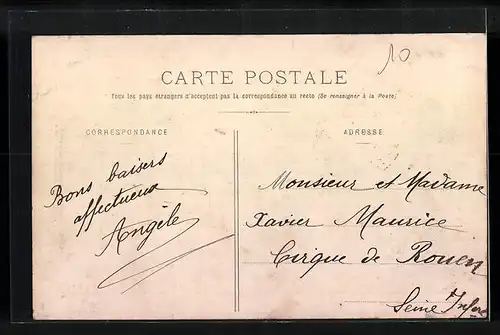 10
CARTE POSTALE
Tous les pays étrangers n'acceptent pas la correspondance au recto (Se renseigner à la Poste)
CORRESPONDANCE
Bons baisers
affectueux
Angèle
ADRESSE
Monsieur et Madame
Xavier Maurice
Cirque de Rouen
Seine Infre